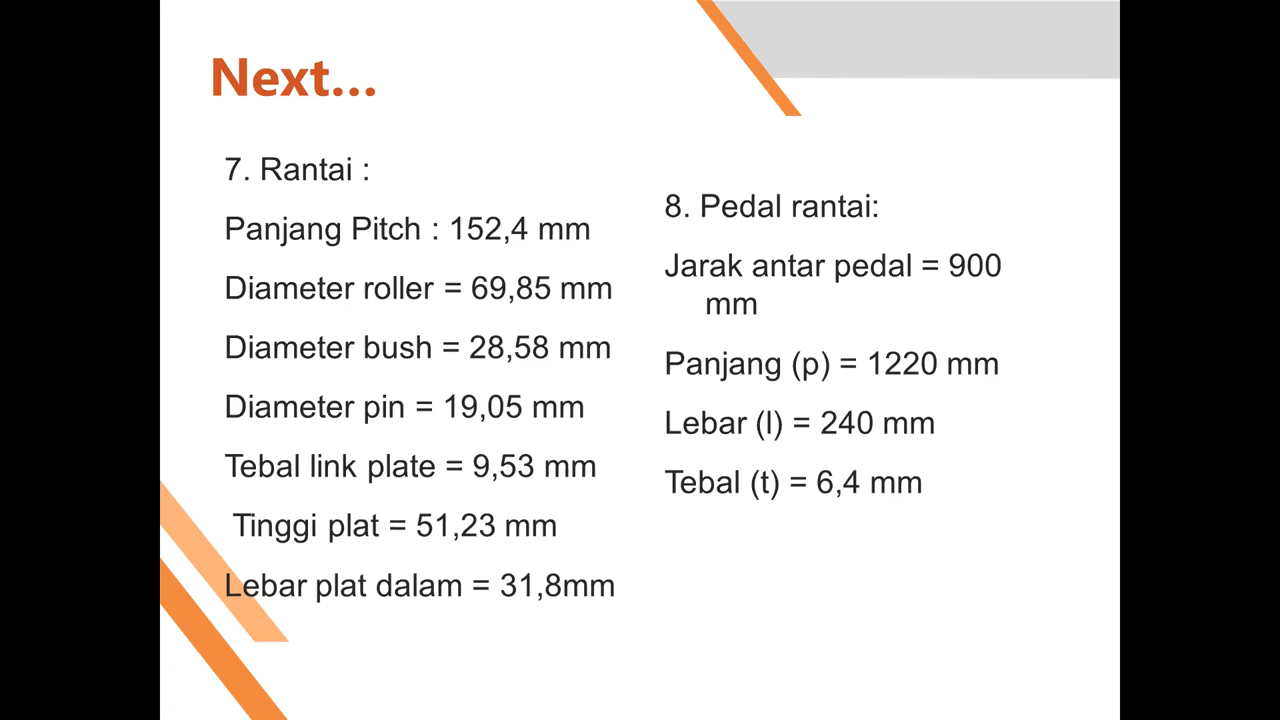 Next...
7. Rantai :
Panjang Pitch : 152,4 mm
Diameter roller = 69,85 mm
Diameter bush = 28,58 mm
Diameter pin = 19,05 mm
Tebal link plate = 9,53 mm
Tinggi plat = 51,23 mm
Lebar plat dalam = 31,8mm
8. Pedal rantai:
Jarak antar pedal = 900
mm
Panjang (p) = 1220 mm
Lebar (l) = 240 mm
Tebal (t) = 6,4 mm